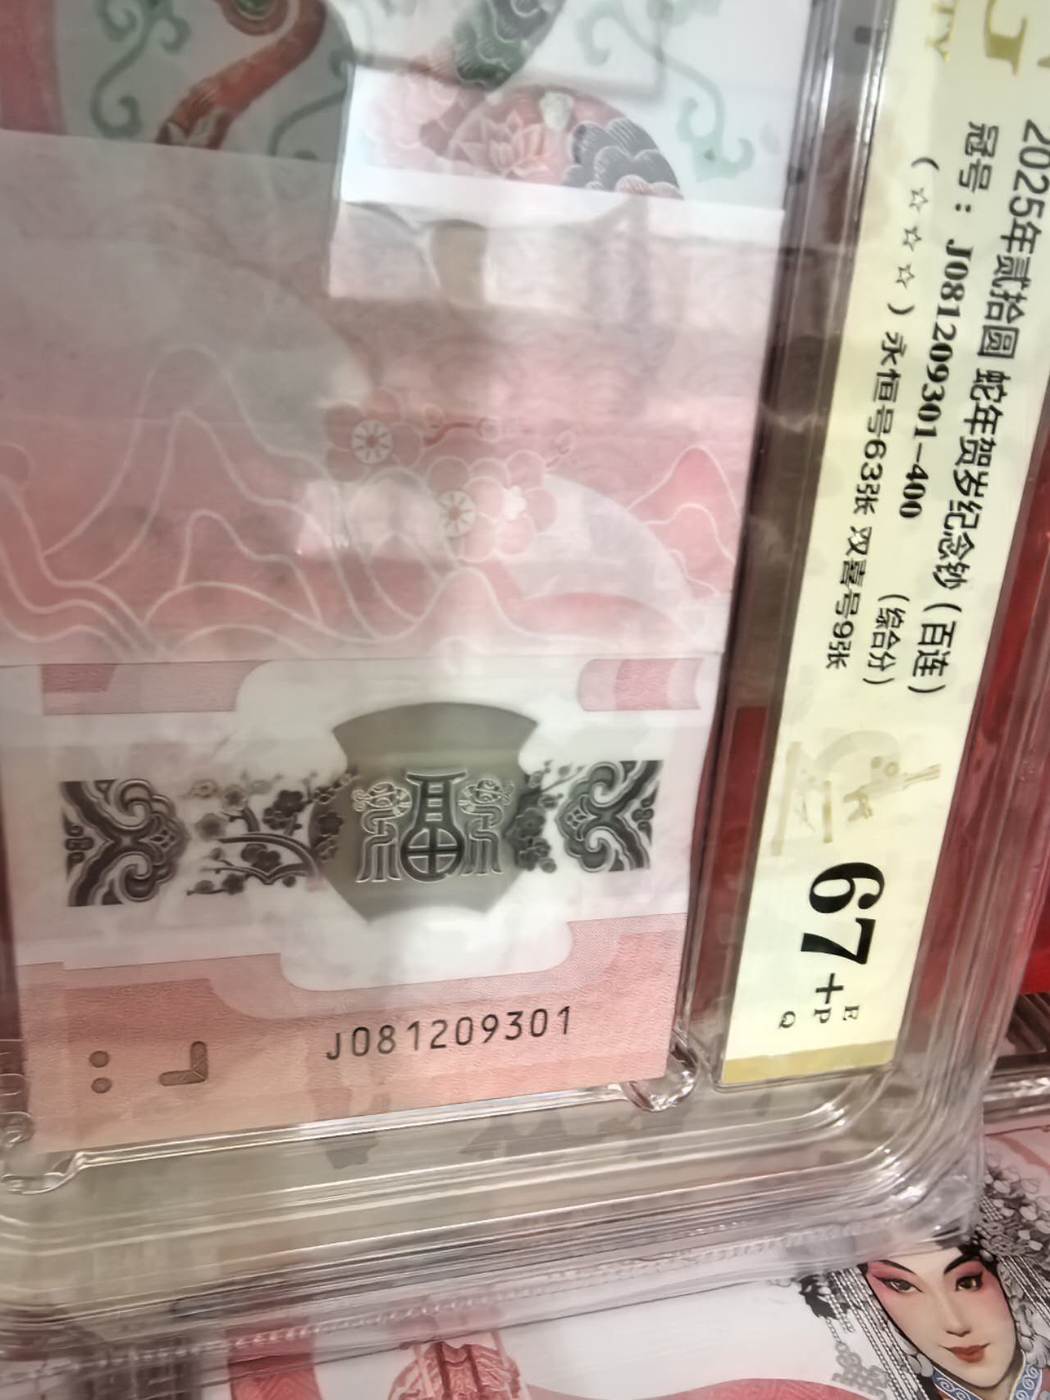 2025年贰拾圆 蛇年贺岁纪念钞（百连）
冠号：J081209301-400 （综合分）
（☆☆☆）永恒号63张 双喜号9张
67+
E
P
Q
J081209301